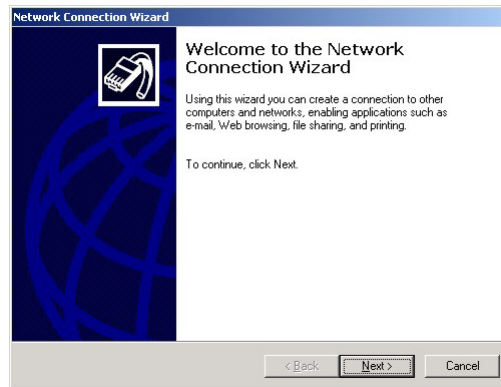 Network Connection Wizard
Welcome to the Network
Connection Wizard
Using this wizard you can create a connection to other
computers and networks, enabling applications such as
e-mail, Web browsing, file sharing, and printing.
To continue, click Next.
< Back
Next >
Cancel